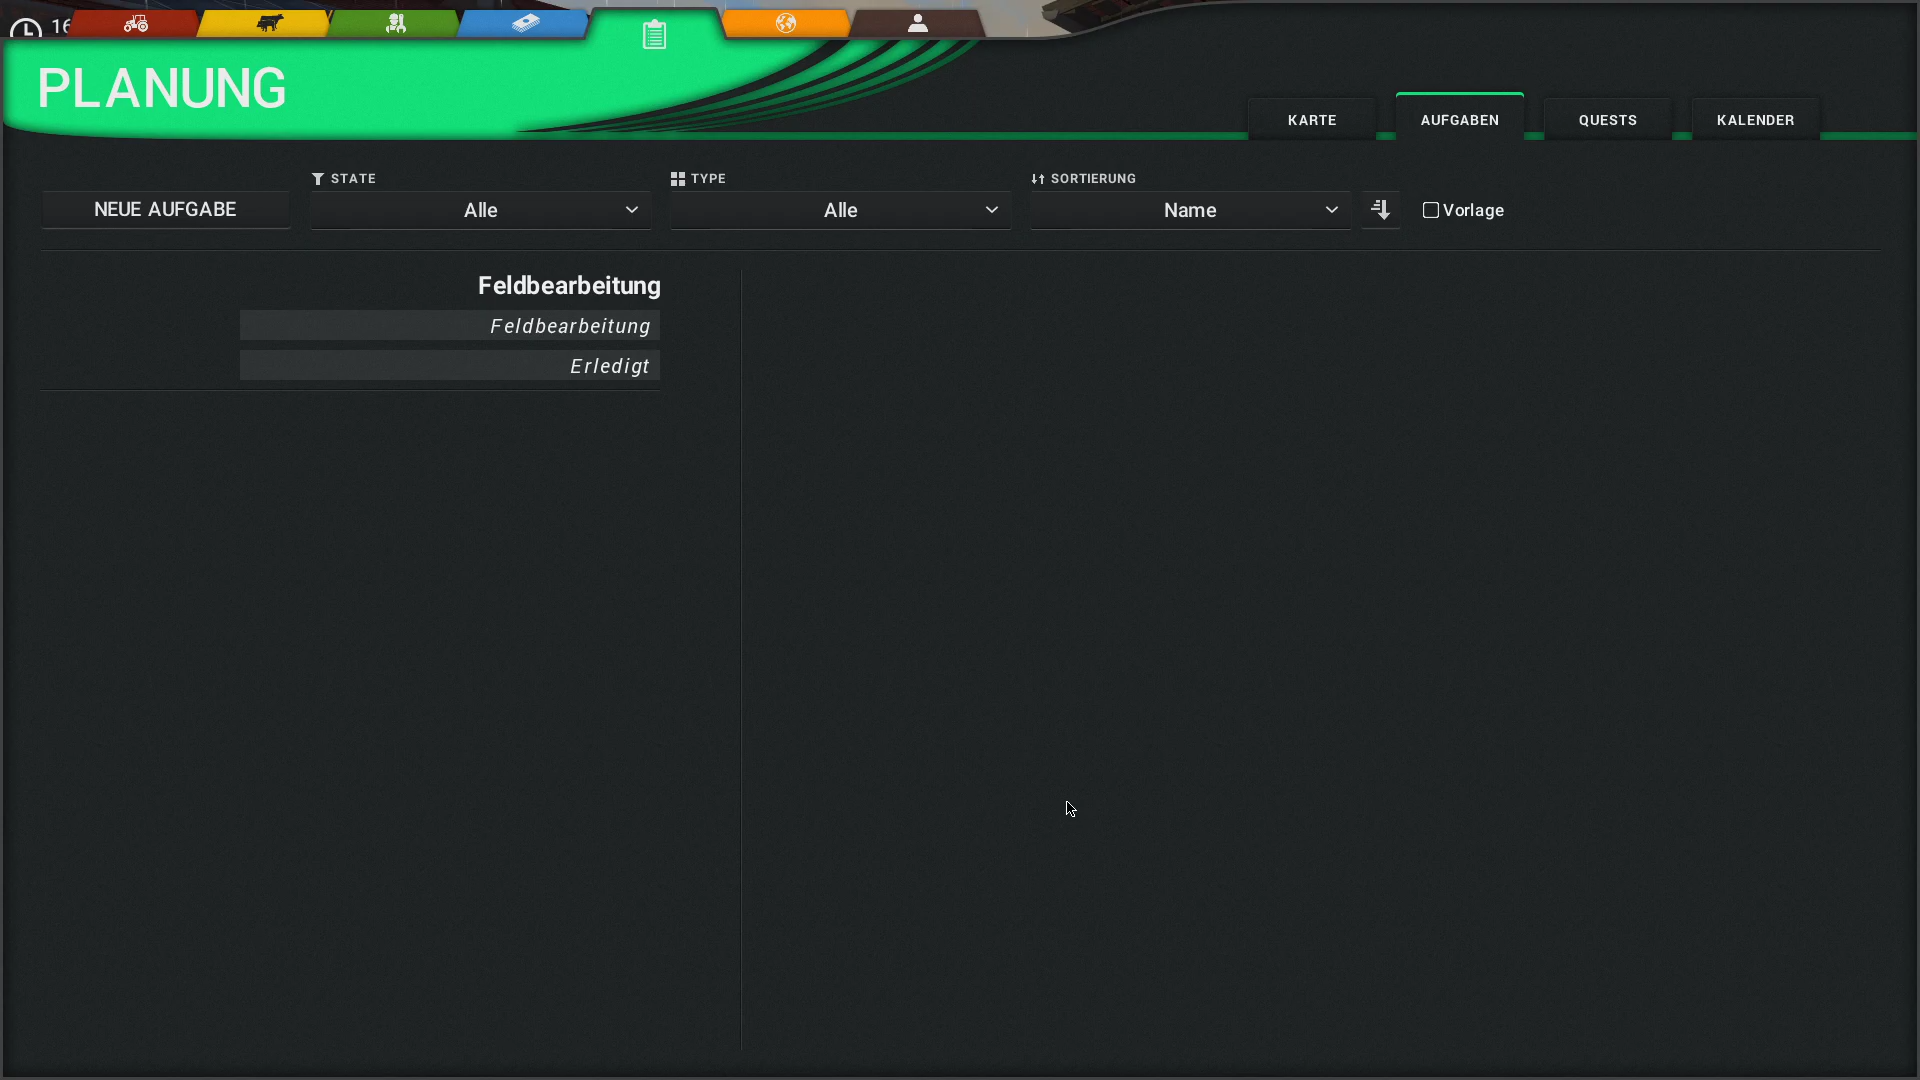 16
PLANUNG
KARTE
AUFGABEN
QUESTS
KALENDER
STATE
TYPE
SORTIERUNG
NEUE AUFGABE
Alle
Alle
Name
Vorlage
Feldbearbeitung
Feldbearbeitung
Erledigt